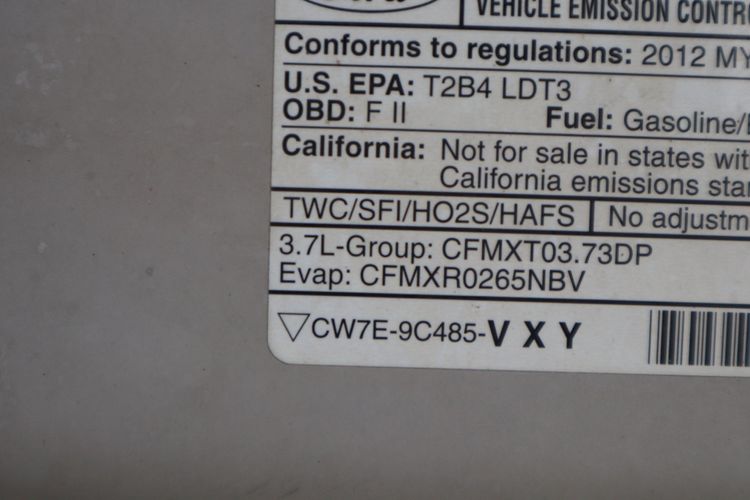 VEHICLE EMISSION CONTR
Conforms to regulations: 2012 MY
U.S. EPA: T2B4 LDT3
OBD: F II Fuel: Gasoline/
California: Not for sale in states wit
California emissions sta
TWC/SFI/HO2S/HAFS No adjustm
3.7L-Group: CFMXT03.73DP
Evap: CFMXR0265NBV
▽CW7E-9C485-V X Y